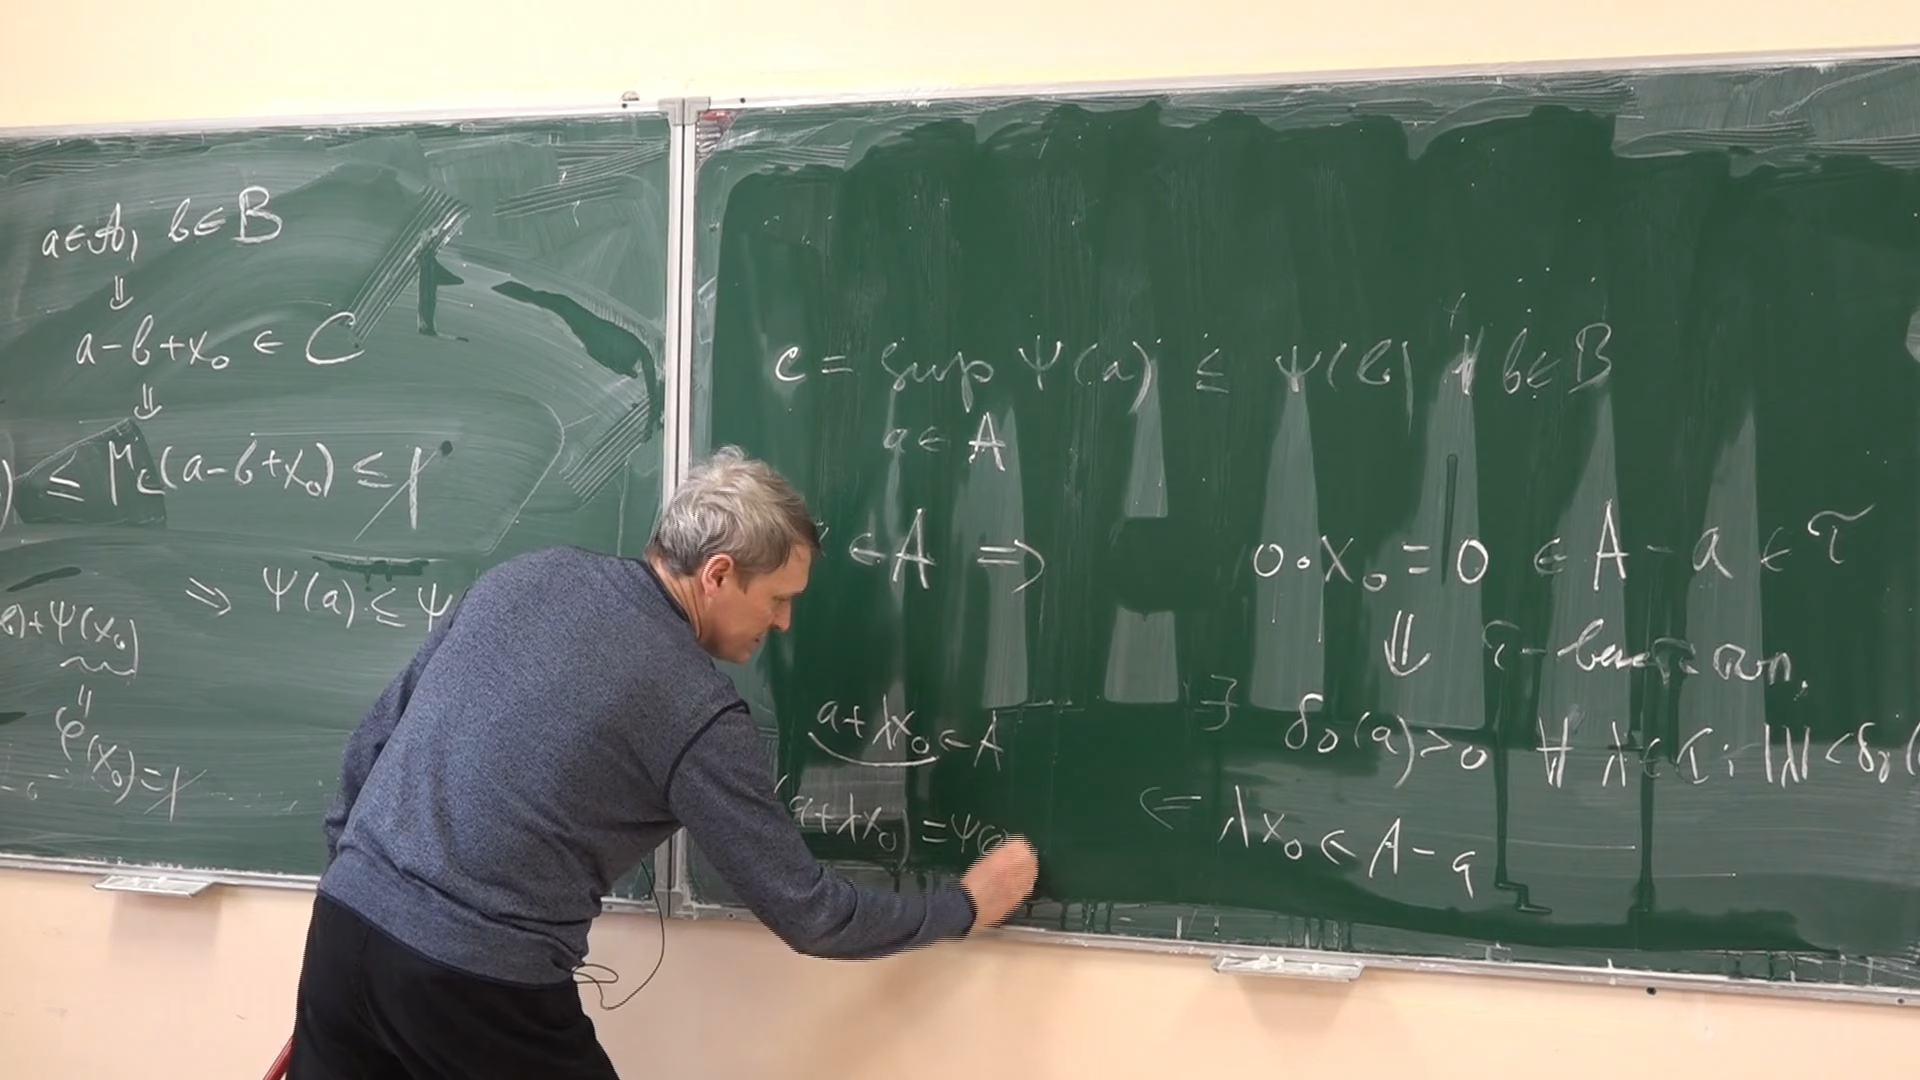 a∈A, b∈B
⇓
a-b+x₀ ∈ C
⇓
) ≤ μ_C(a-b+x₀) ≤ 1
⇒ Ψ(a) ≤ Ψ
)+Ψ(x₀)
"
φ(x₀)=1
c = sup Ψ(a) ≤ Ψ(b) ∀ b∈B
a∈A
∈A ⇒ 0·x₀ = 0 ∈ A - a ∈ τ
⇓ τ-
∃ δ₀(a)>0 ∀ λ∈ℂ: |λ|<δ₀(
a+λx₀ ∈ A
⇐ λx₀ ∈ A-a
(a+λx₀) = Ψ(a